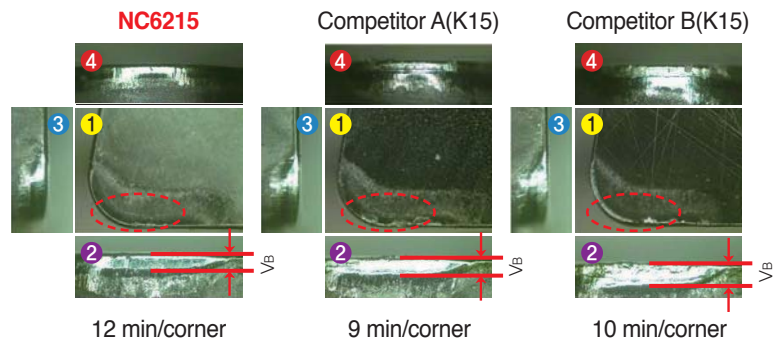 NC6215
Competitor A(K15)
Competitor B(K15)
4
4
4
3
1
3
1
3
1
2
VB
2
VB
2
VB
12 min/corner
9 min/corner
10 min/corner